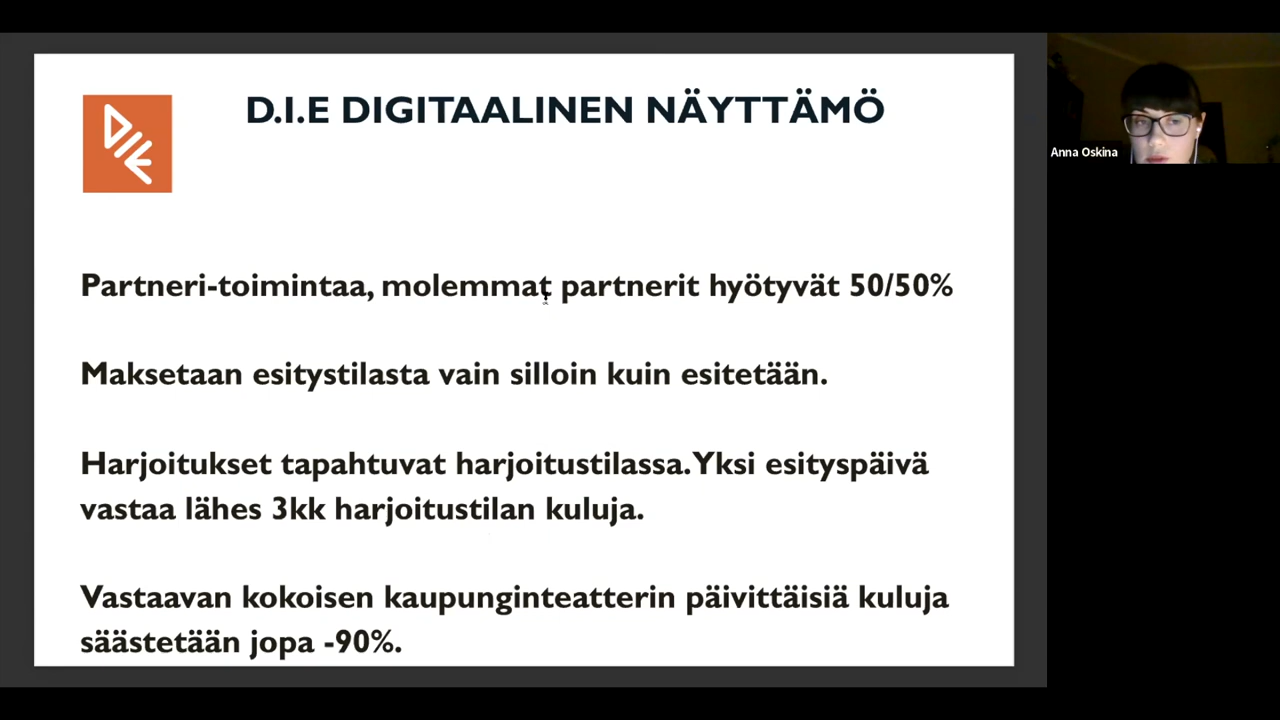 DIE
D.I.E DIGITAALINEN NÄYTTÄMÖ
Partneri-toimintaa, molemmat partnerit hyötyvät 50/50%
Maksetaan esitystilasta vain silloin kuin esitetään.
Harjoitukset tapahtuvat harjoitustilassa. Yksi esityspäivä
vastaa lähes 3kk harjoitustilan kuluja.
Vastaavan kokoisen kaupunginteatterin päivittäisiä kuluja
säästetään jopa -90%.
Anna Oskina